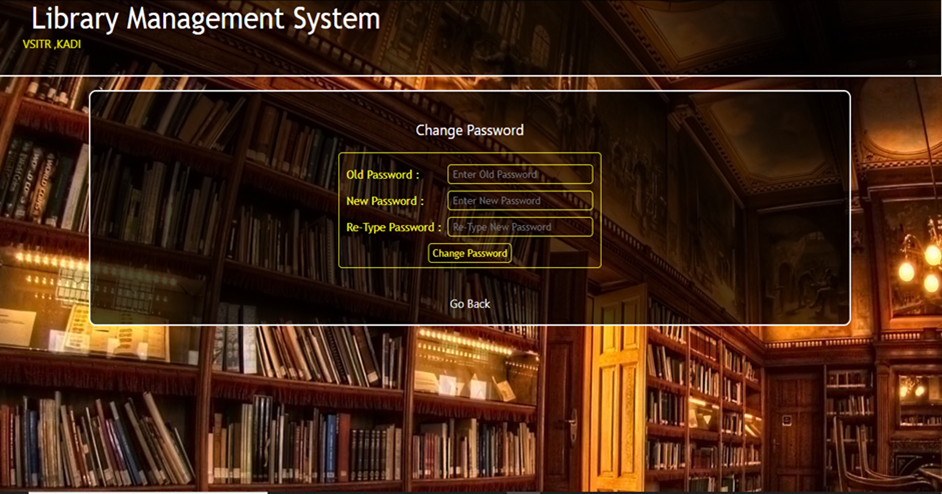 Library Management System
VSITR ,KADI
Change Password
Old Password : Enter Old Password
New Password : Enter New Password
Re-Type Password : Re-Type New Password
Change Password
Go Back